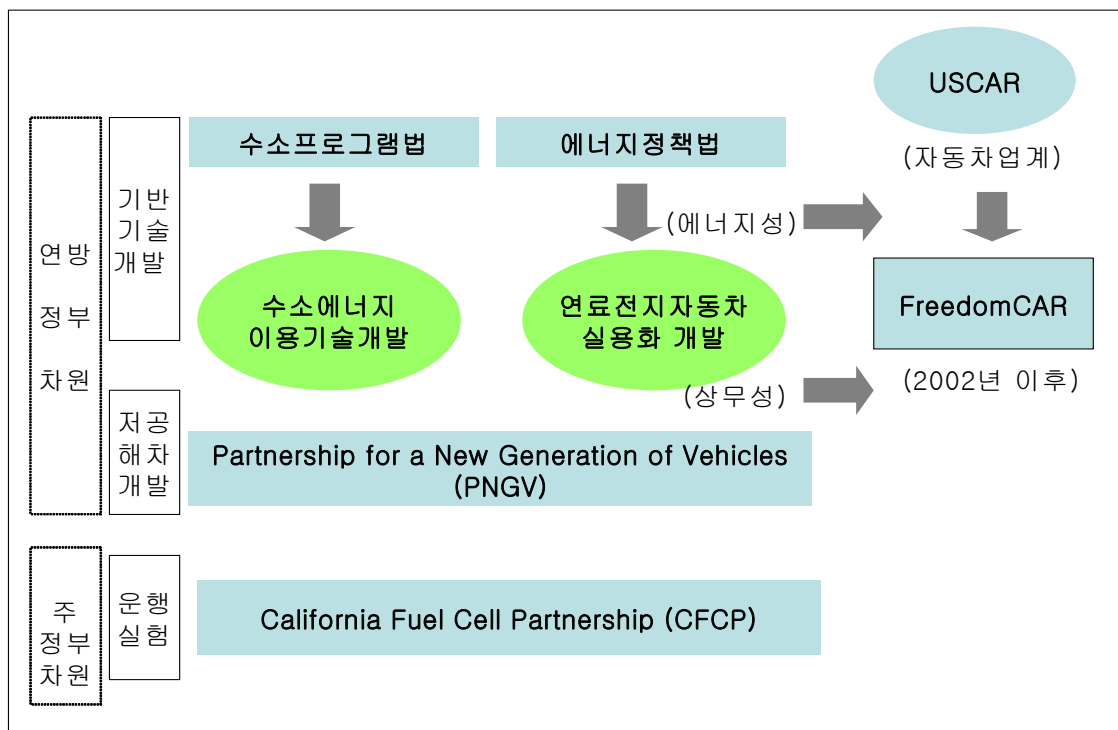 USCAR
(자동차업계)
연방
정부
차원
기반
기술
개발
수소프로그램법
에너지정책법
(에너지성)
수소에너지
이용기술개발
연료전지자동차
실용화 개발
FreedomCAR
(2002년 이후)
(상무성)
저공
해차
개발
Partnership for a New Generation of Vehicles
(PNGV)
주
정부
차원
운행
실험
California Fuel Cell Partnership (CFCP)